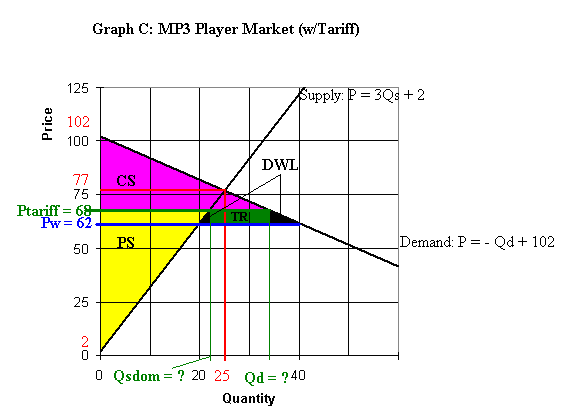 Graph C: MP3 Player Market (w/Tariff)
125
Supply: P = 3Qs + 2
102
Price
100
DWL
77
CS
75
Ptariff = 68
TR
Pw = 62
PS
Demand: P = - Qd + 102
50
25
2
0
0
Qsdom = ?
20
25
Qd = ?
40
Quantity